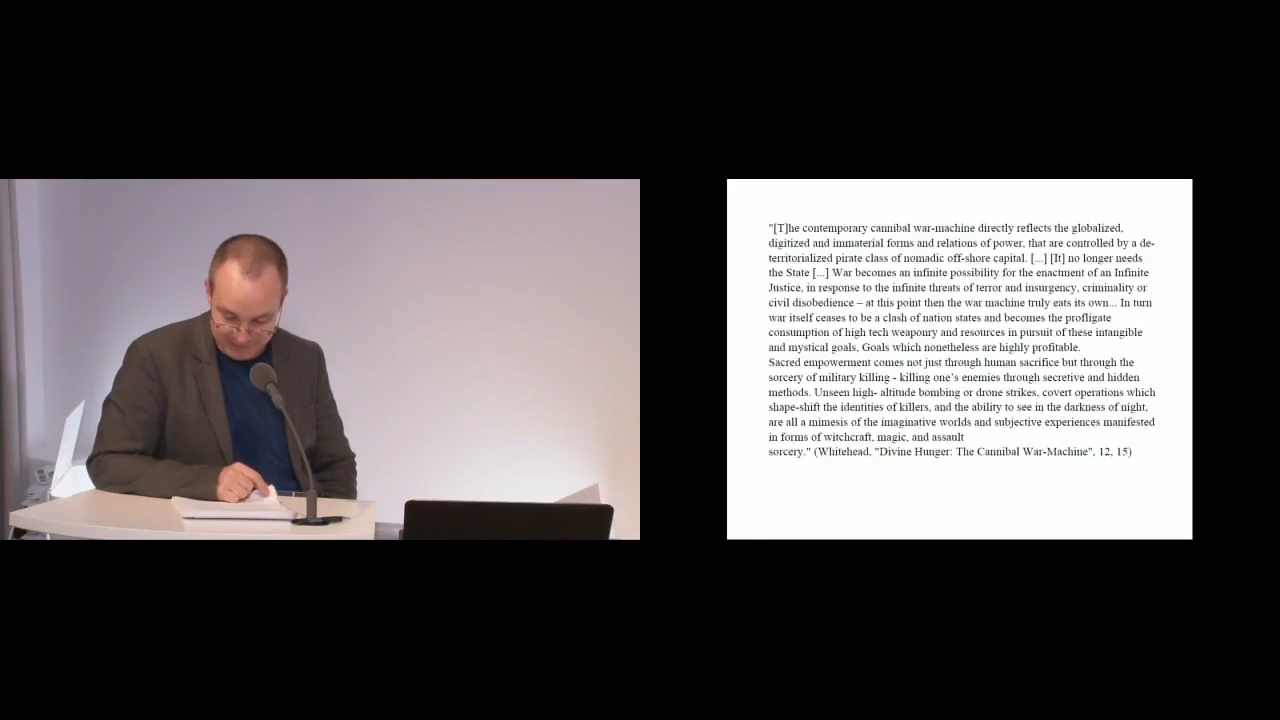 "[T]he contemporary cannibal war-machine directly reflects the globalized,
digitized and immaterial forms and relations of power, that are controlled by a de-
territorialized pirate class of nomadic off-shore capital. [...] [It] no longer needs
the State [...] War becomes an infinite possibility for the enactment of an Infinite
Justice, in response to the infinite threats of terror and insurgency, criminality or
civil disobedience – at this point then the war machine truly eats its own... In turn
war itself ceases to be a clash of nation states and becomes the profligate
consumption of high tech weaponry and resources in pursuit of these intangible
and mystical goals, Goals which nonetheless are highly profitable.
Sacred empowerment comes not just through human sacrifice but through the
sorcery of military killing - killing one's enemies through secretive and hidden
methods. Unseen high- altitude bombing or drone strikes, covert operations which
shape-shift the identities of killers, and the ability to see in the darkness of night,
are all a mimesis of the imaginative worlds and subjective experiences manifested
in forms of witchcraft, magic, and assault
sorcery." (Whitehead, "Divine Hunger: The Cannibal War-Machine", 12, 15)